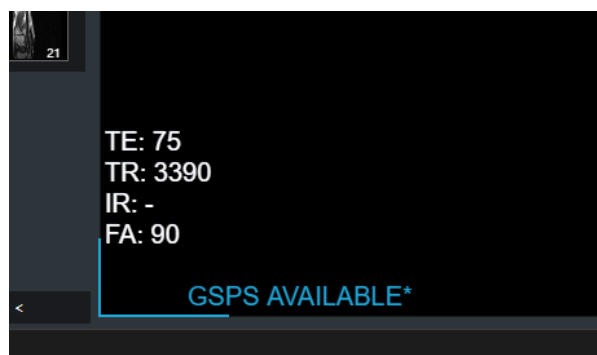 21
TE: 75
TR: 3390
IR: -
FA: 90
GSPS AVAILABLE*
<